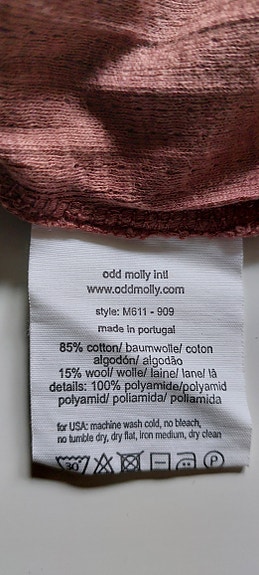 odd molly intl
www.oddmolly.com
style: M611 - 909
made in portugal
85% cotton/ baumwolle/ coton
algodón/ algodão
15% wool/ wolle/ laine/ lane/ lã
details: 100% polyamide/polyamid
polyamid/ poliamida/ poliamida
for USA: machine wash cold, no bleach,
no tumble dry, dry flat, iron medium, dry clean
30° P